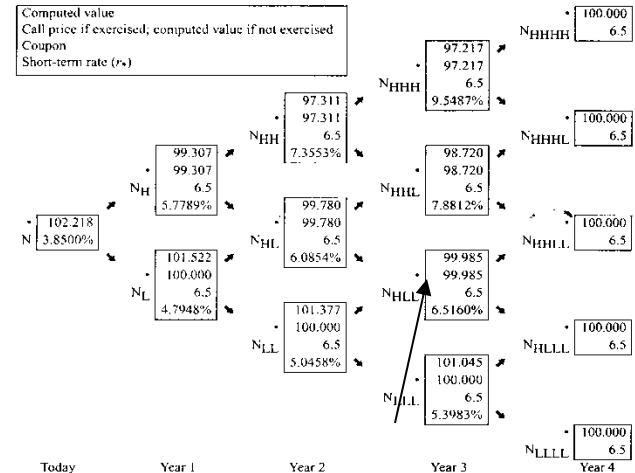 Computed value
Call price if exercised; computed value if not exercised
Coupon
Short-term rate (r*)
100.000
6.5
NHHHH
97.217
97.217
6.5
9.5487%
NHHH
97.311
97.311
6.5
7.3553%
NHH
100.000
6.5
NHHHL
99.307
99.307
6.5
5.7789%
NH
98.720
98.720
6.5
7.8812%
NHHL
102.218
3.8500%
N
99.780
99.780
6.5
6.0854%
NHL
100.000
6.5
NHHLL
101.522
100.000
6.5
4.7948%
NL
99.985
99.985
6.5
6.5160%
NHLL
101.377
100.000
6.5
5.0458%
NLL
100.000
6.5
NHLLL
101.045
100.000
6.5
5.3983%
NLLL
100.000
6.5
NLLLL
Today Year 1 Year 2 Year 3 Year 4